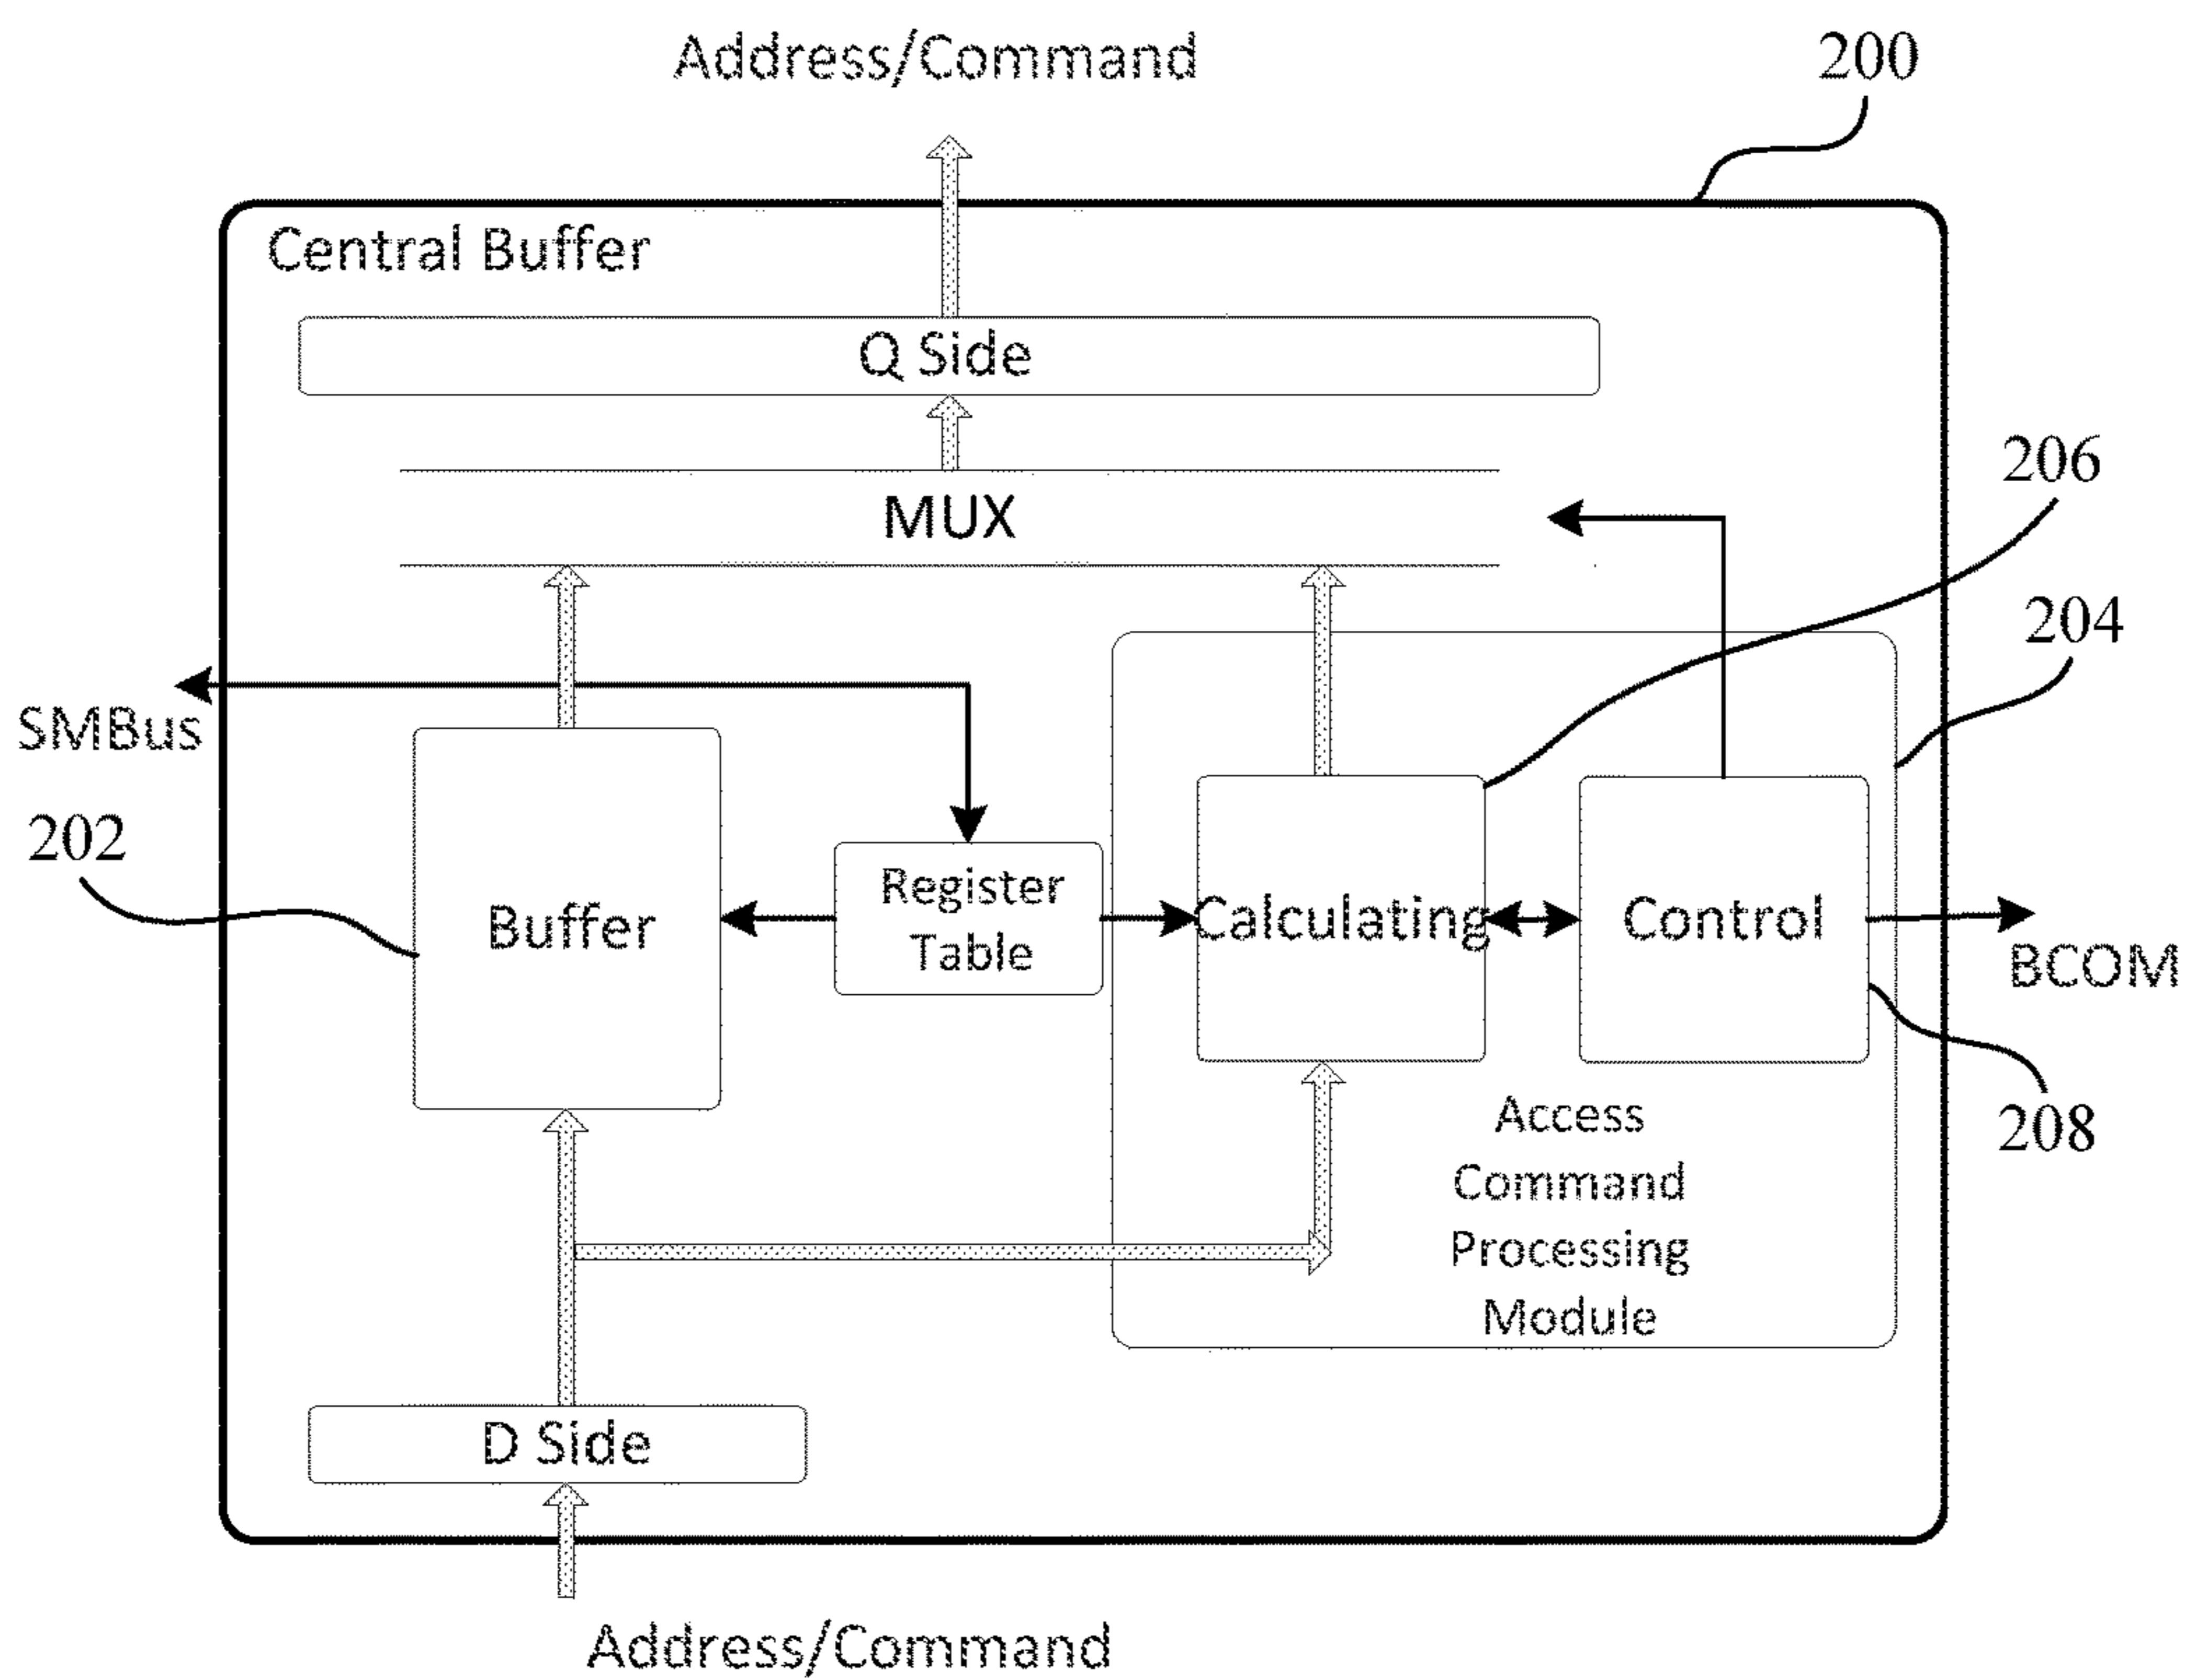 Address/Command
200
Central Buffer
Q Side
206
MUX
204
SMBus
202
Register
Table
Buffer
Calculating
Control
BCOM
208
Access
Command
Processing
Module
D Side
Address/Command